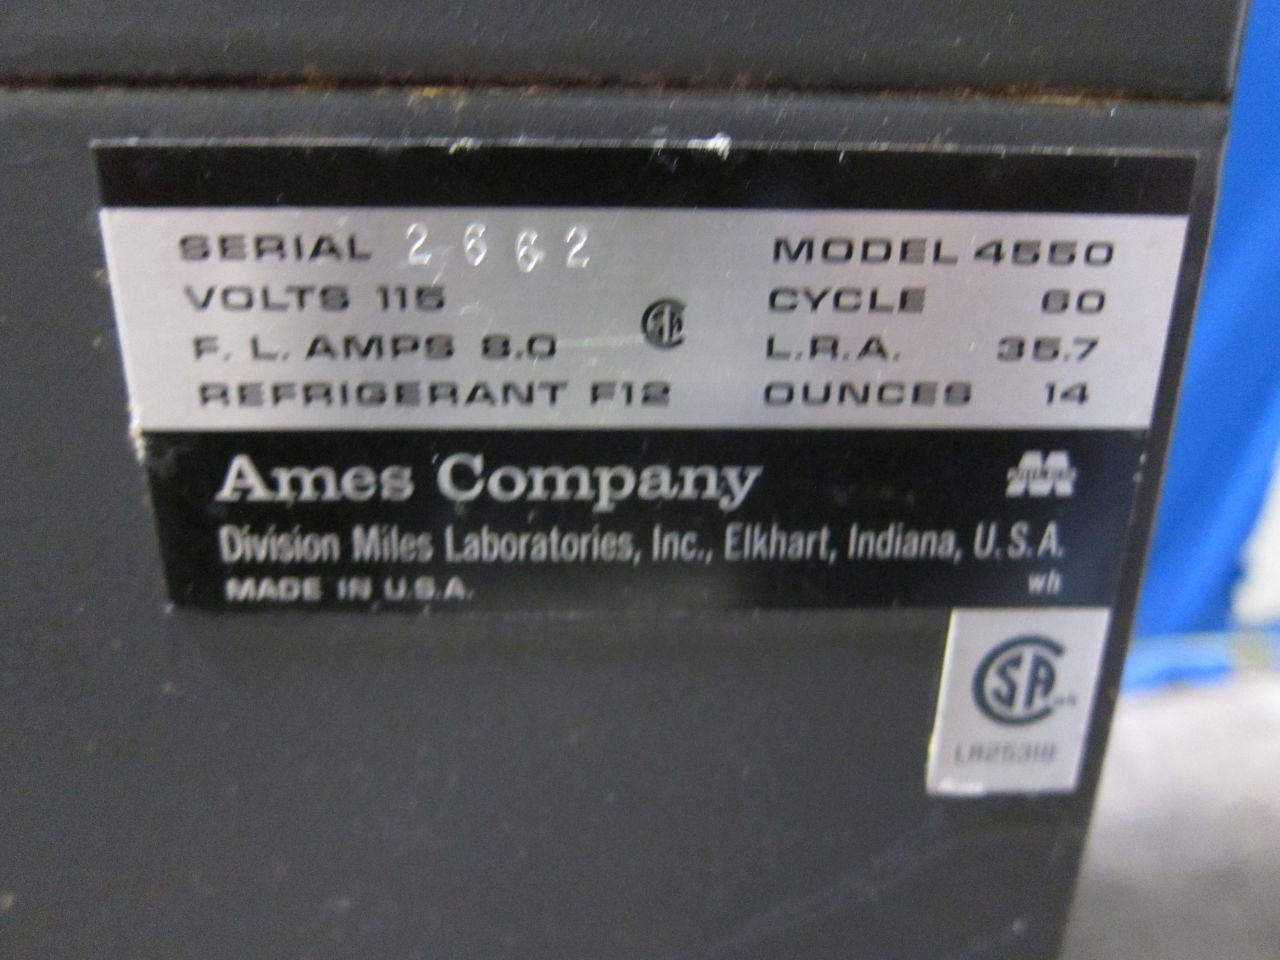 SERIAL 2662 MODEL 4550
VOLTS 115 CYCLE 60
F. L. AMPS 8.0 L.R.A. 35.7
REFRIGERANT F12 OUNCES 14
Ames Company
Division Miles Laboratories, Inc., Elkhart, Indiana, U.S.A.
MADE IN U.S.A.
wh
SA